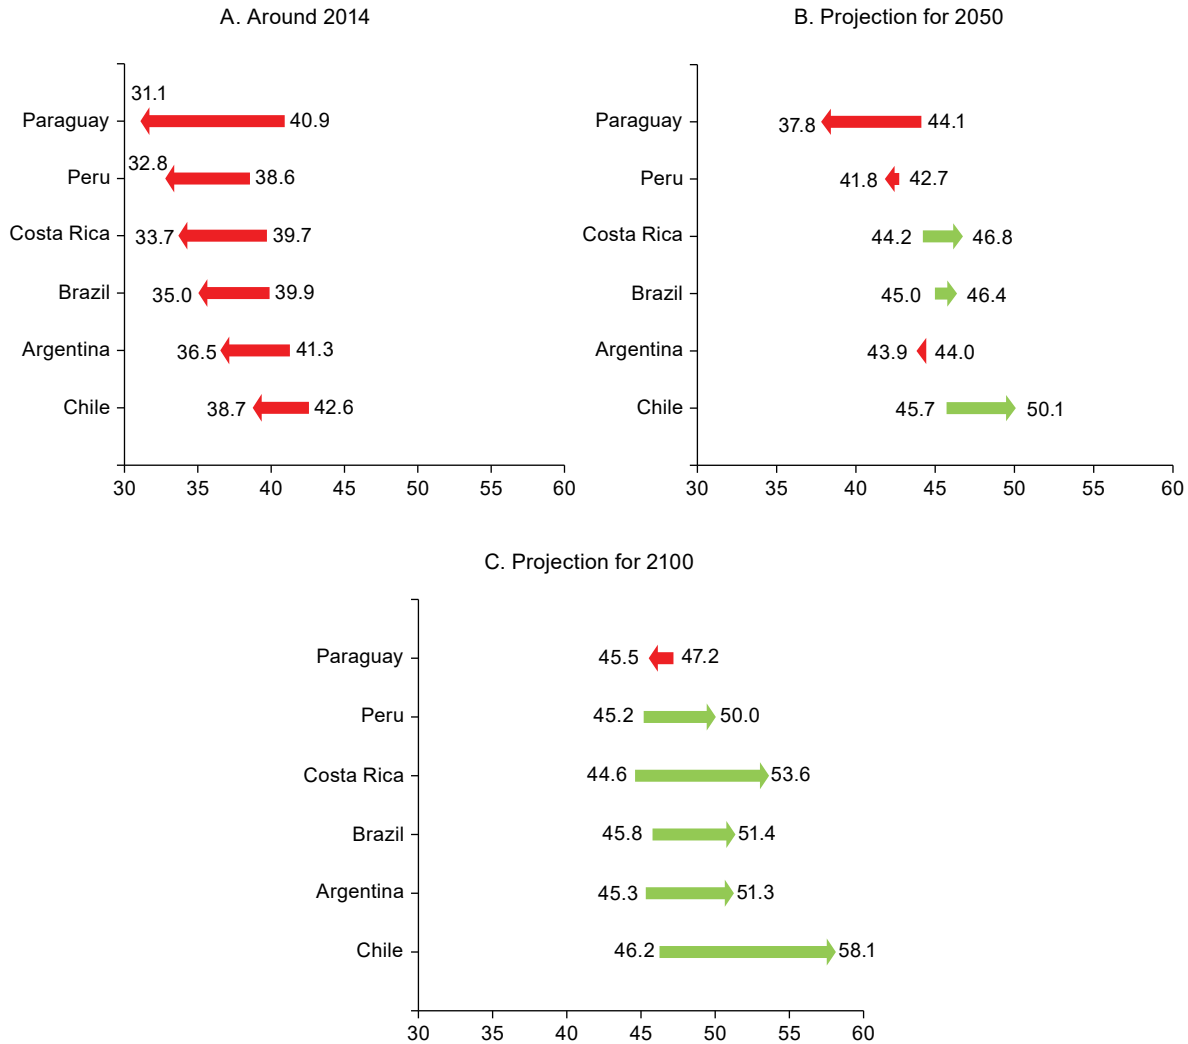 A. Around 2014
31.1
Paraguay 40.9
32.8
Peru 38.6
Costa Rica 33.7 39.7
Brazil 35.0 39.9
Argentina 36.5 41.3
Chile 38.7 42.6
30 35 40 45 50 55 60
B. Projection for 2050
Paraguay 37.8 44.1
Peru 41.8 42.7
Costa Rica 44.2 46.8
Brazil 45.0 46.4
Argentina 43.9 44.0
Chile 45.7 50.1
30 35 40 45 50 55 60
C. Projection for 2100
Paraguay 45.5 47.2
Peru 45.2 50.0
Costa Rica 44.6 53.6
Brazil 45.8 51.4
Argentina 45.3 51.3
Chile 46.2 58.1
30 35 40 45 50 55 60